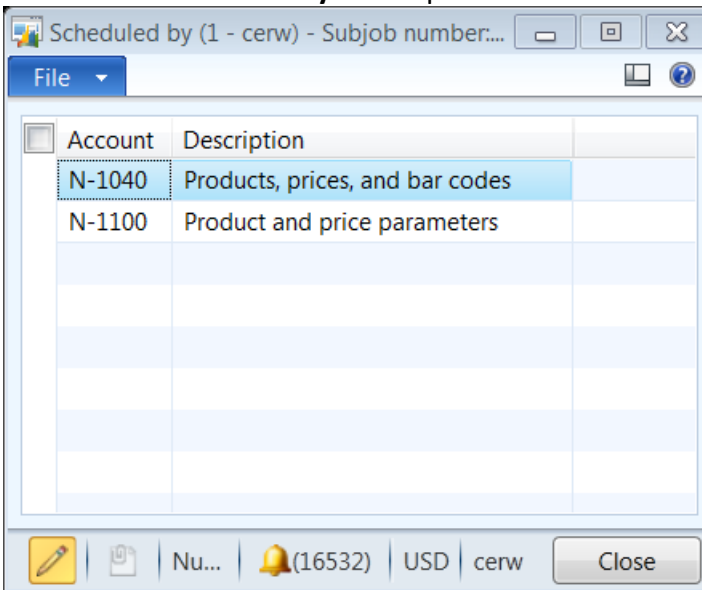 Scheduled by (1 - cerw) - Subjob number:...
File
Account Description
N-1040 Products, prices, and bar codes
N-1100 Product and price parameters
Nu... (16532) USD cerw Close